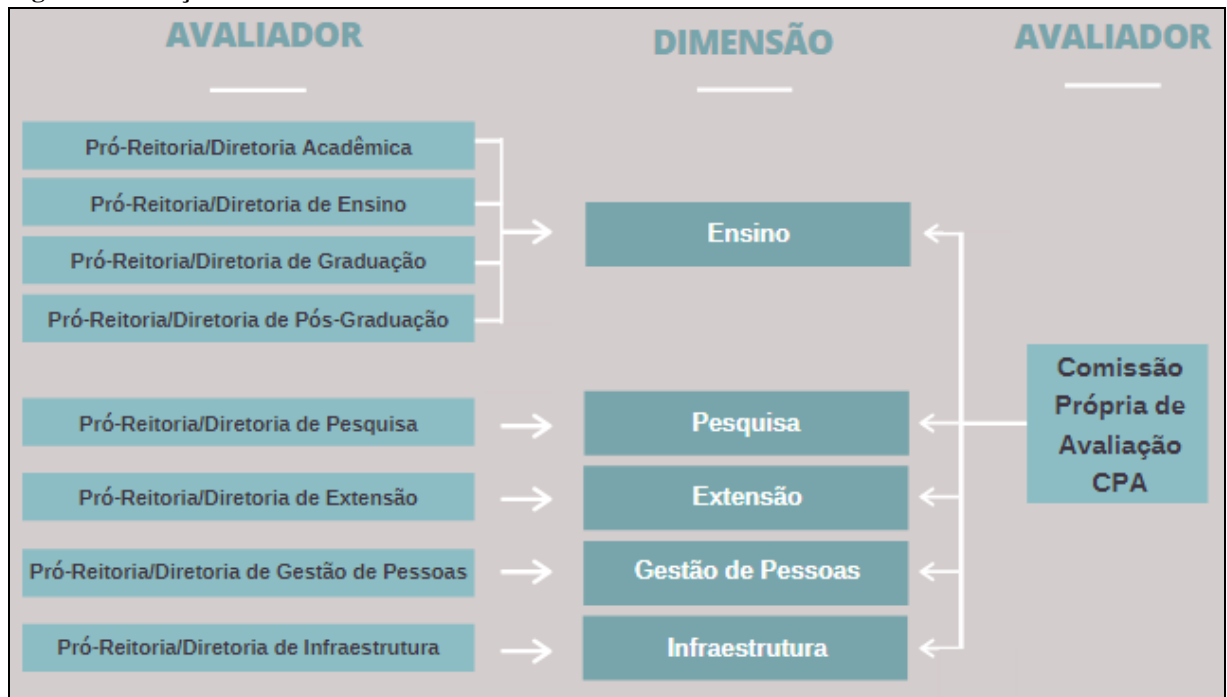 AVALIADOR
DIMENSÃO
AVALIADOR
Pró-Reitoria/Diretoria Acadêmica
Pró-Reitoria/Diretoria de Ensino
Pró-Reitoria/Diretoria de Graduação
Pró-Reitoria/Diretoria de Pós-Graduação
Ensino
Pró-Reitoria/Diretoria de Pesquisa
Pesquisa
Pró-Reitoria/Diretoria de Extensão
Extensão
Pró-Reitoria/Diretoria de Gestão de Pessoas
Gestão de Pessoas
Pró-Reitoria/Diretoria de Infraestrutura
Infraestrutura
Comissão
Própria de
Avaliação
CPA